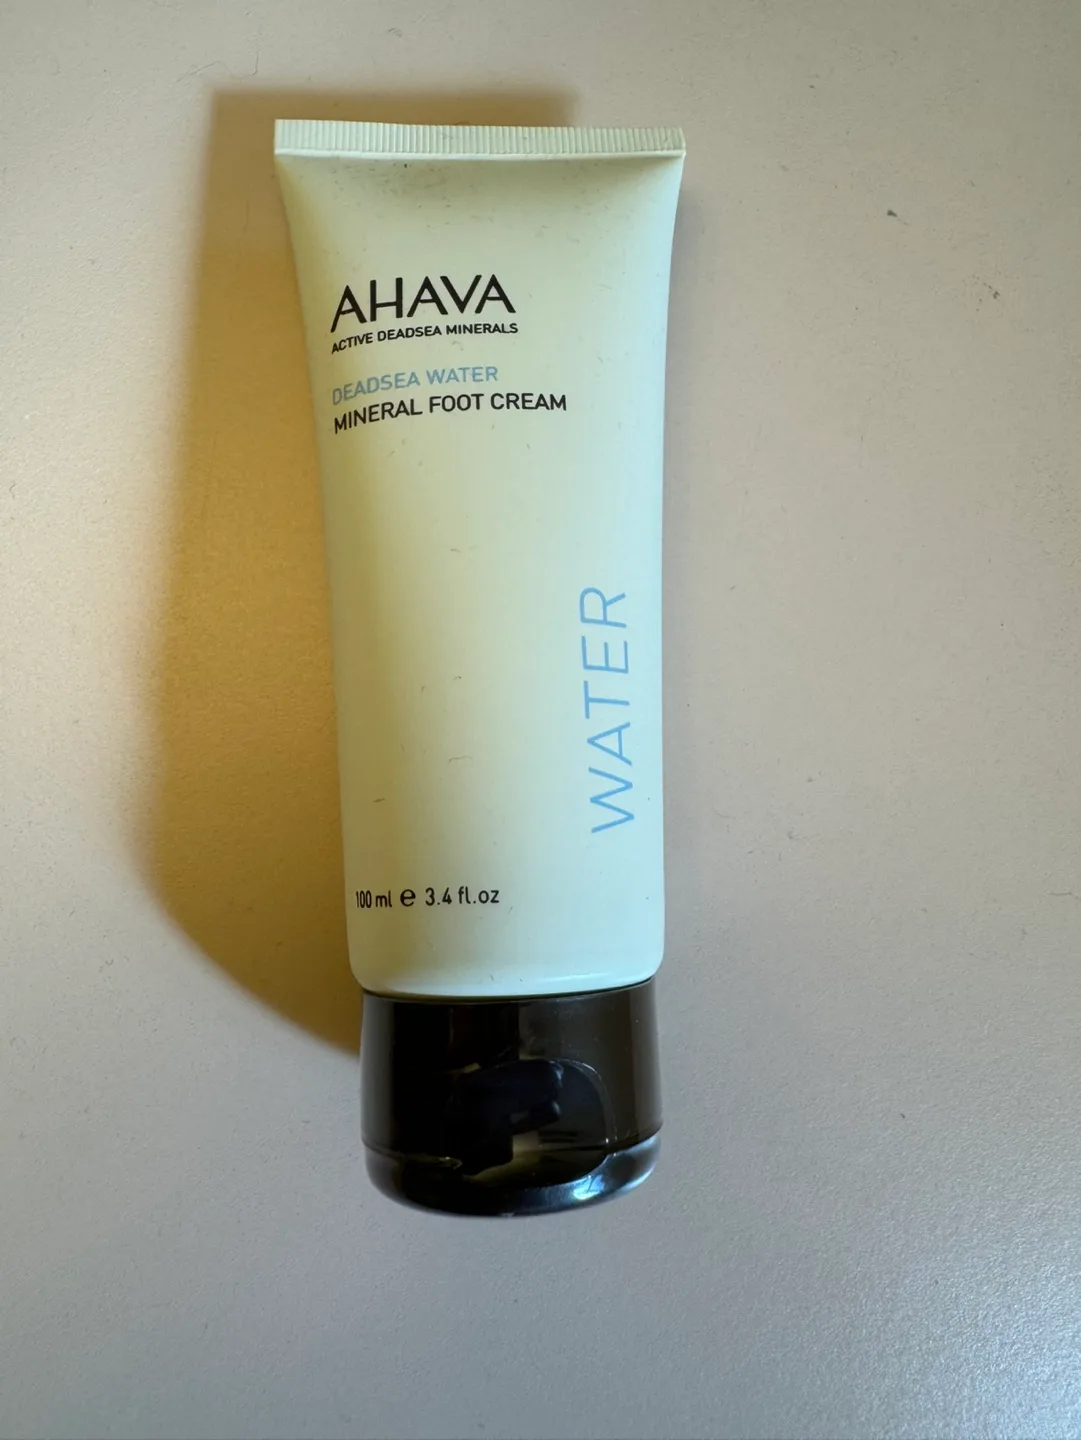 AHAVA
ACTIVE DEADSEA MINERALS
DEADSEA WATER
MINERAL FOOT CREAM
WATER
100 ml ℮ 3.4 fl.oz